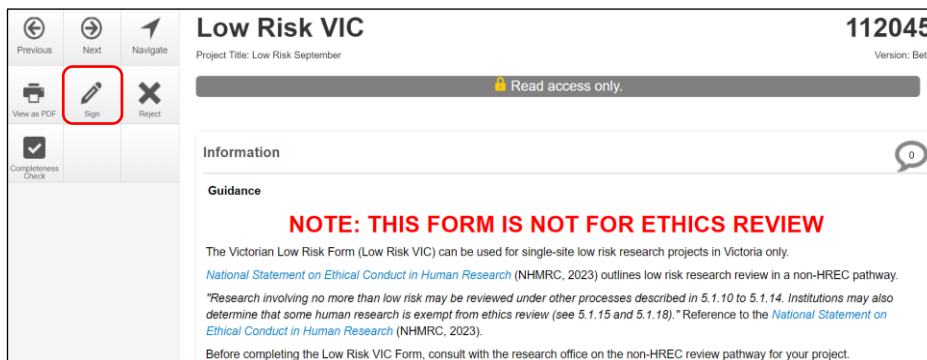 Previous
Next
Navigate
Low Risk VIC
112045
Project Title: Low Risk September
Version: Bet
View as PDF
Sign
Reject
Read access only.
Completeness
Check
Information
0
Guidance
NOTE: THIS FORM IS NOT FOR ETHICS REVIEW
The Victorian Low Risk Form (Low Risk VIC) can be used for single-site low risk research projects in Victoria only.
National Statement on Ethical Conduct in Human Research (NHMRC, 2023) outlines low risk research review in a non-HREC pathway.
"Research involving no more than low risk may be reviewed under other processes described in 5.1.10 to 5.1.14. Institutions may also
determine that some human research is exempt from ethics review (see 5.1.15 and 5.1.18)." Reference to the National Statement on
Ethical Conduct in Human Research (NHMRC, 2023).
Before completing the Low Risk VIC Form, consult with the research office on the non-HREC review pathway for your project.